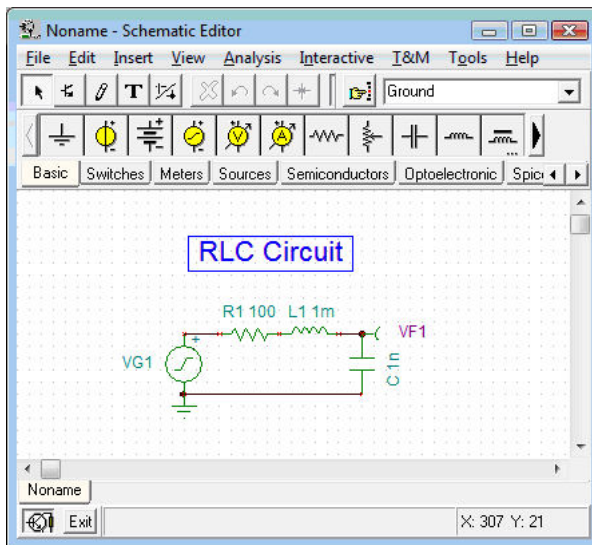 Noname - Schematic Editor
File Edit Insert View Analysis Interactive T&M Tools Help
T Ground
V A
Basic Switches Meters Sources Semiconductors Optoelectronic
RLC Circuit
R1 100 L1 1m
VF1
VG1
C 1n
Noname
Exit X: 307 Y: 21